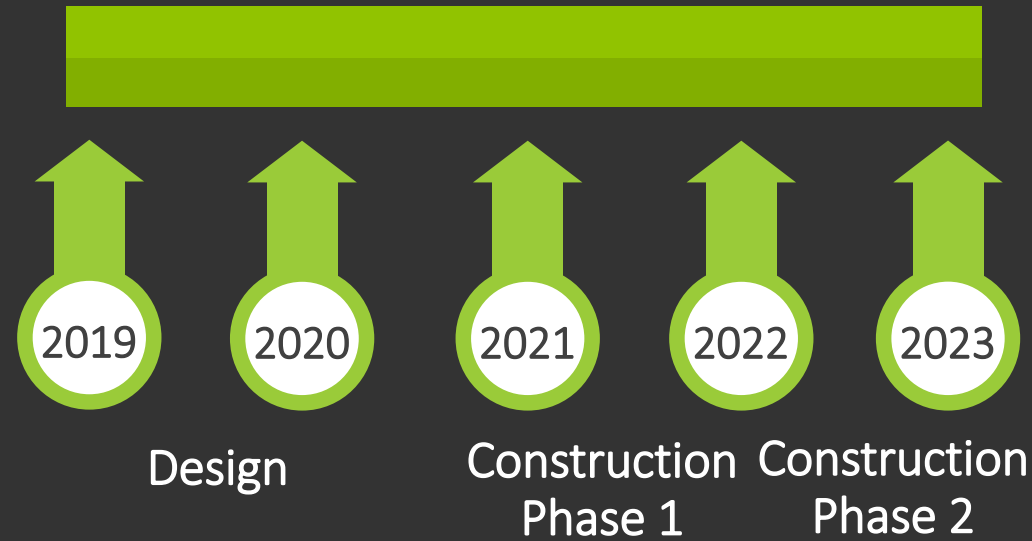 2019
2020
2021
2022
2023
Design
Construction
Phase 1
Construction
Phase 2